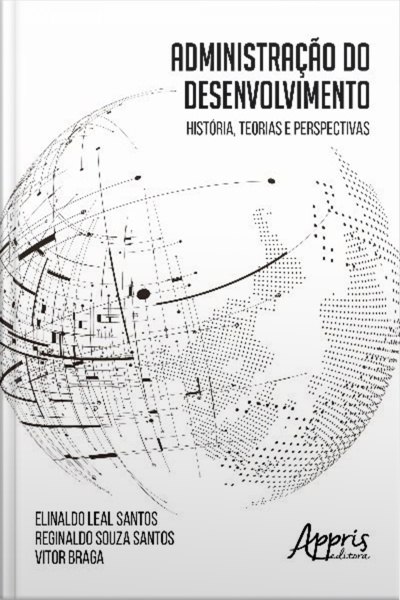 ADMINISTRAÇÃO DO
DESENVOLVIMENTO
HISTÓRIA, TEORIAS E PERSPECTIVAS
ELINALDO LEAL SANTOS
REGINALDO SOUZA SANTOS
VITOR BRAGA
Appris
editora